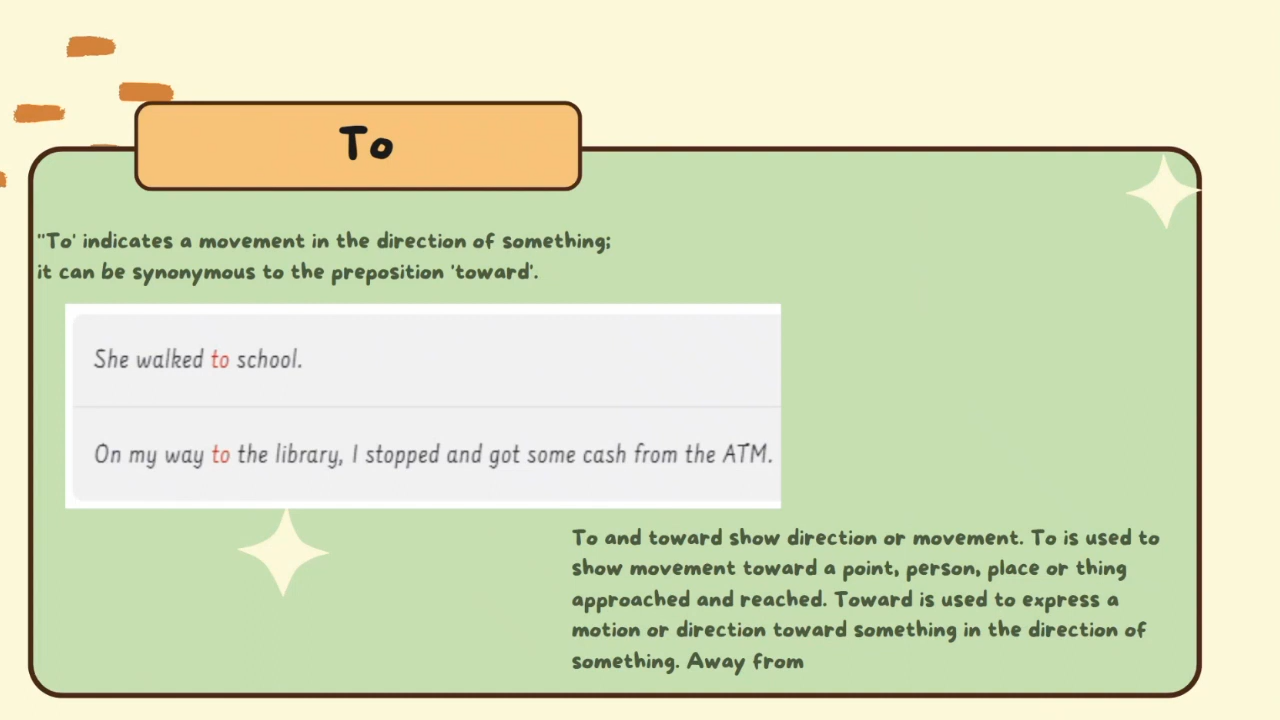 To
"To' indicates a movement in the direction of something;
it can be synonymous to the preposition 'toward'.
She walked to school.
On my way to the library, I stopped and got some cash from the ATM.
To and toward show direction or movement. To is used to
show movement toward a point, person, place or thing
approached and reached. Toward is used to express a
motion or direction toward something in the direction of
something. Away from